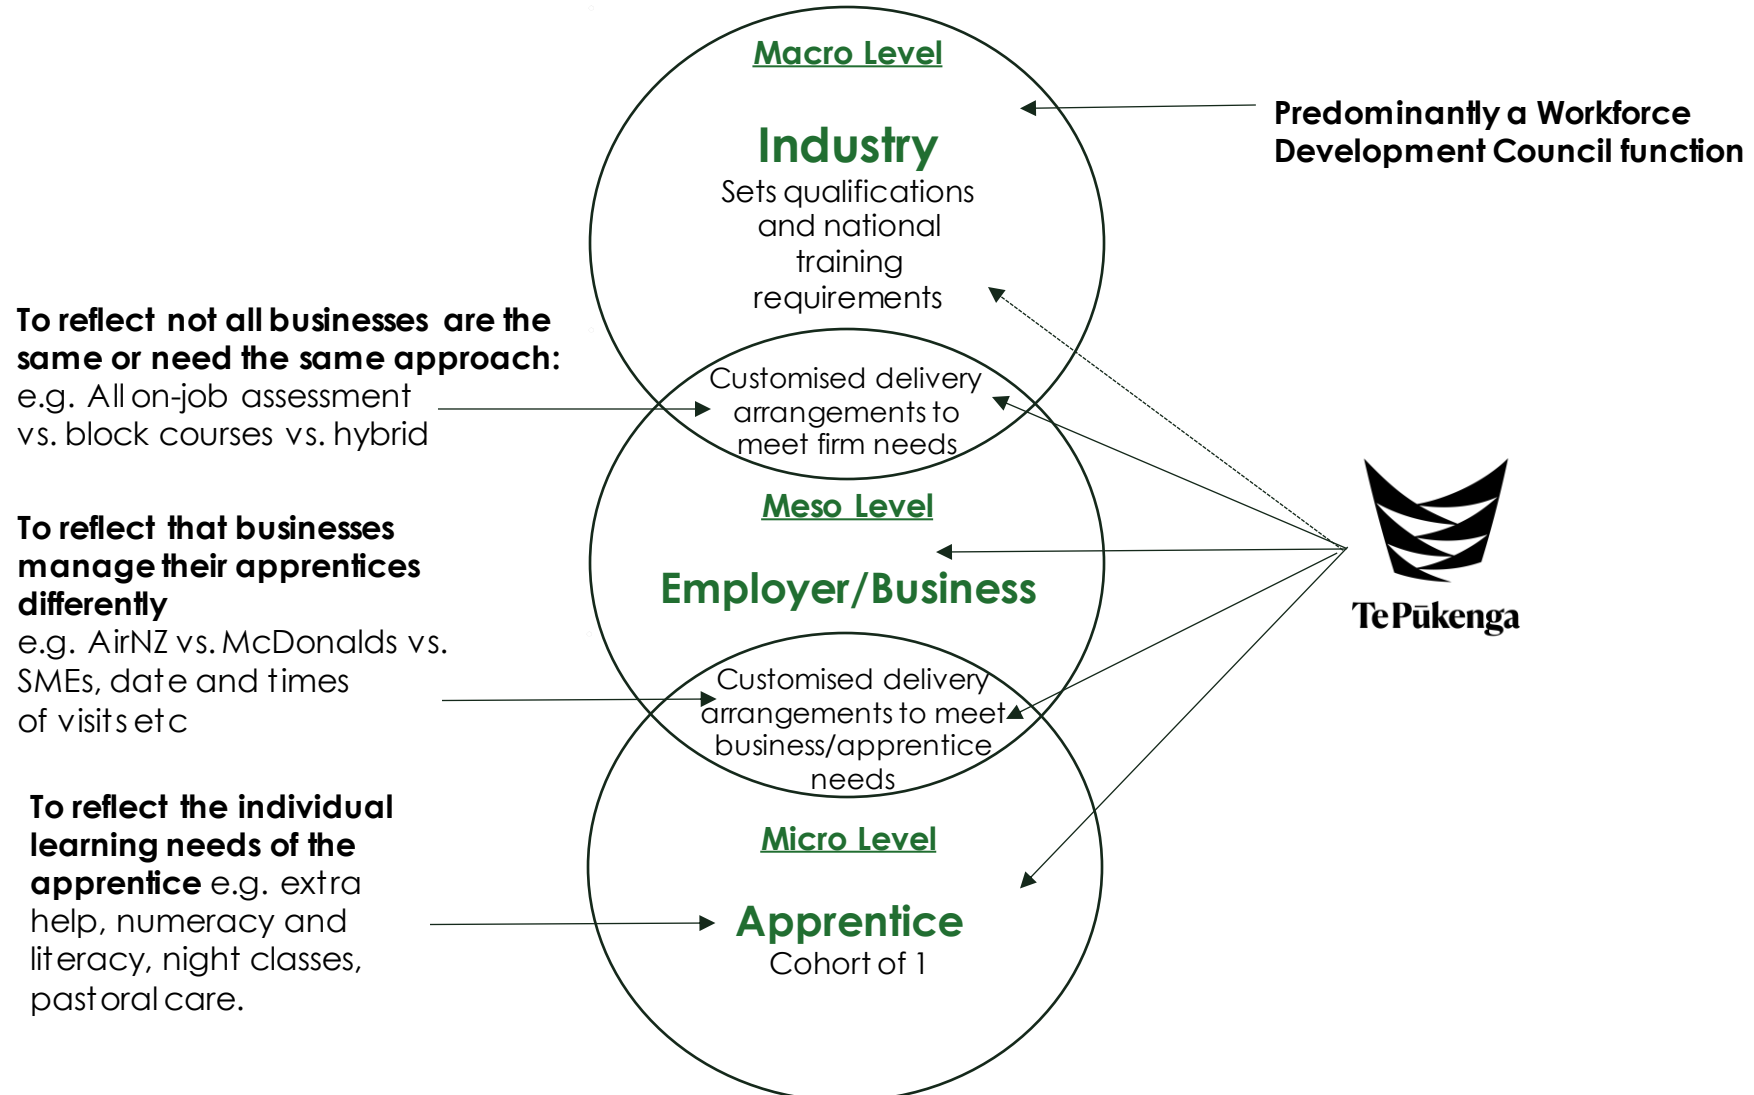 Macro Level
Industry
Sets qualifications
and national
training
requirements
Predominantly a Workforce
Development Council function
To reflect not all businesses are the
same or need the same approach:
e.g. All on-job assessment
vs. block courses vs. hybrid
Customised delivery
arrangements to
meet firm needs
To reflect that businesses
manage their apprentices
differently
e.g. AirNZ vs. McDonalds vs.
SMEs, date and times
of visits etc
Meso Level
Employer/Business
Te Pūkenga
Customised delivery
arrangements to meet
business/apprentice
needs
To reflect the individual
learning needs of the
apprentice e.g. extra
help, numeracy and
literacy, night classes,
pastoral care.
Micro Level
Apprentice
Cohort of 1